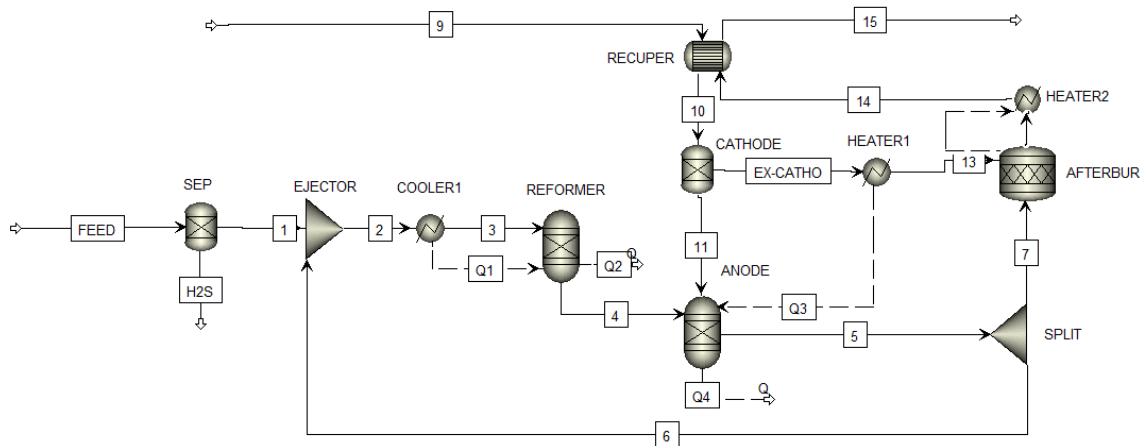 9
15
RECUPER
10
14
HEATER2
CATHODE
HEATER1
EX-CATHO
13
AFTERBUR
SEP
EJECTOR
COOLER1
REFORMER
FEED
1
2
3
11
7
H2S
Q1
Q2
Q
ANODE
4
Q3
5
SPLIT
Q4
Q
6